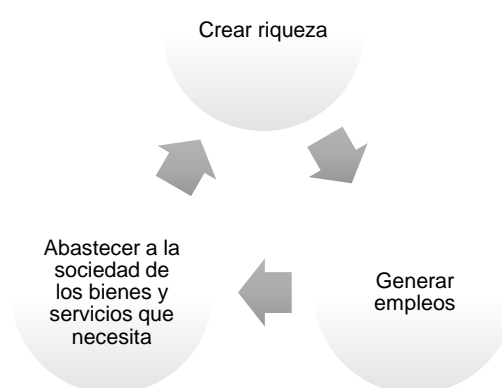 Crear riqueza
Generar
empleos
Abastecer a la
sociedad de
los bienes y
servicios que
necesita